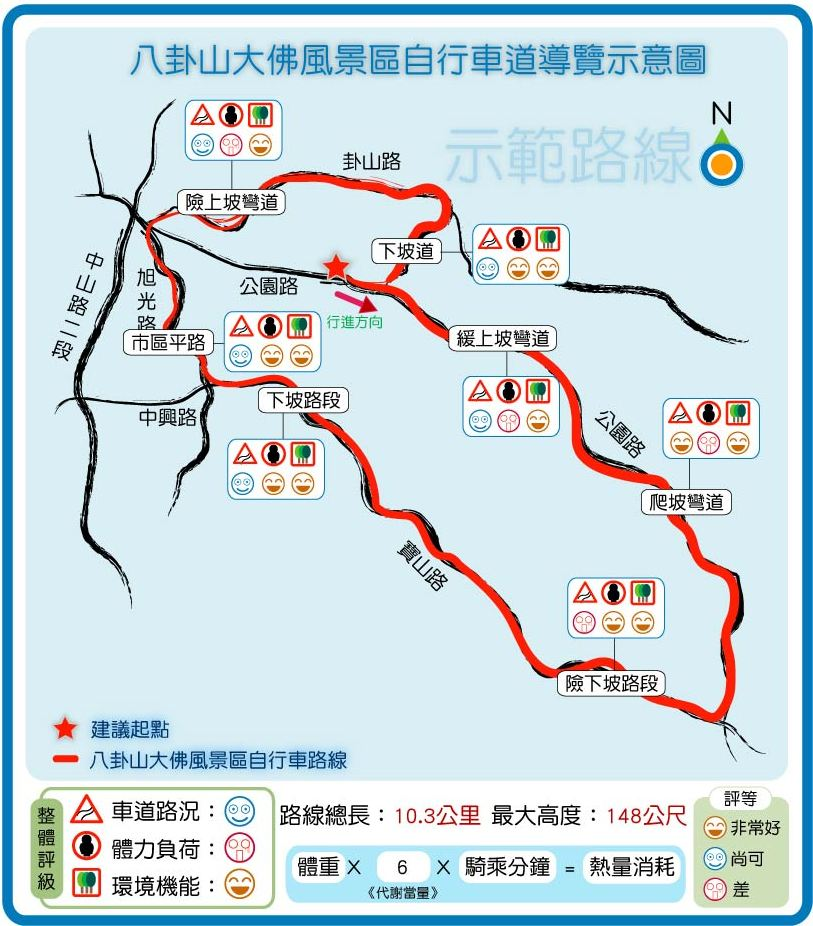 八卦山大佛風景區自行車道導覽示意圖
示範路線
N
卦山路
險上坡彎道
下坡道
中山路二段
旭光路
公園路
行進方向
市區平路
緩上坡彎道
中興路
下坡路段
公園路
爬坡彎道
寶山路
險下坡路段
建議起點
八卦山大佛風景區自行車路線
整體評級
車道路況：
體力負荷：
環境機能：
路線總長：10.3公里 最大高度：148公尺
體重 X 6 X 騎乘分鐘 = 熱量消耗
《代謝當量》
評等
非常好
尚可
差